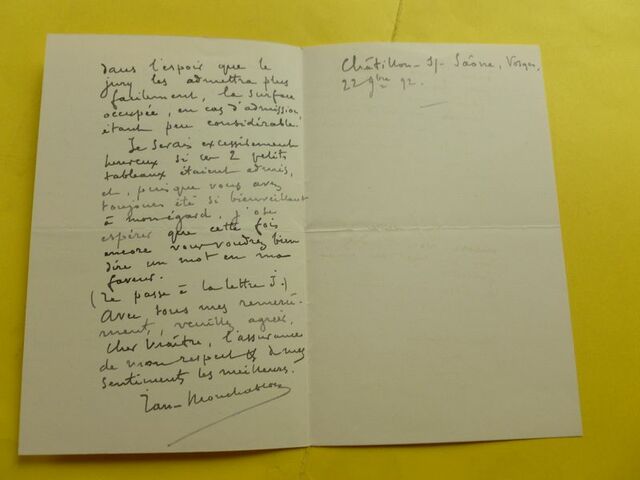 dans l'espoir que le
jury les admettra plus
facilement, la surface
occupée, en cas d'admission
étant peu considérable.
Je serais excessivement
heureux si ces 2 petits
tableaux étaient admis,
et, puisque vous avez
toujours été si bienveillant
à mon égard, j'ose
espérer que cette fois
encore vous voudrez bien
dire un mot en ma
faveur.
(Je passe à la lettre J.)
Avec tous mes remercie-
ment, veuillez agréer,
Cher Maître, l'assurance
de mon respect & de mes
sentiments les meilleurs.
Jan-Monchablon
Châtillon-s/-Saône, Vosges,
22 9bre 92.